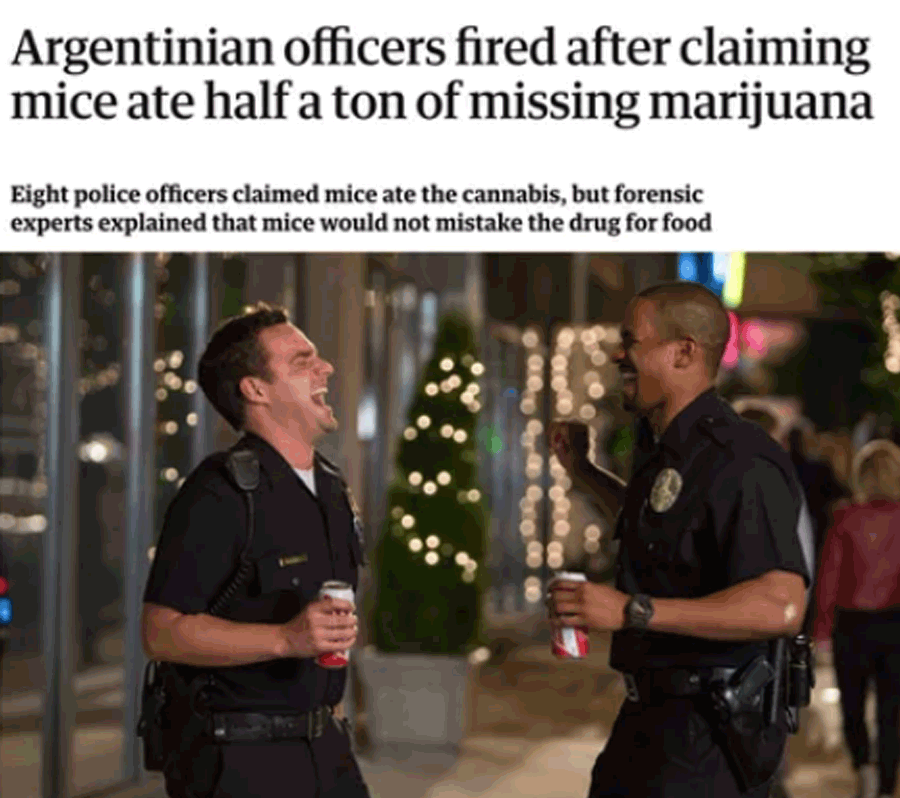 Argentinian officers fired after claiming
mice ate half a ton of missing marijuana
Eight police officers claimed mice ate the cannabis, but forensic
experts explained that mice would not mistake the drug for food